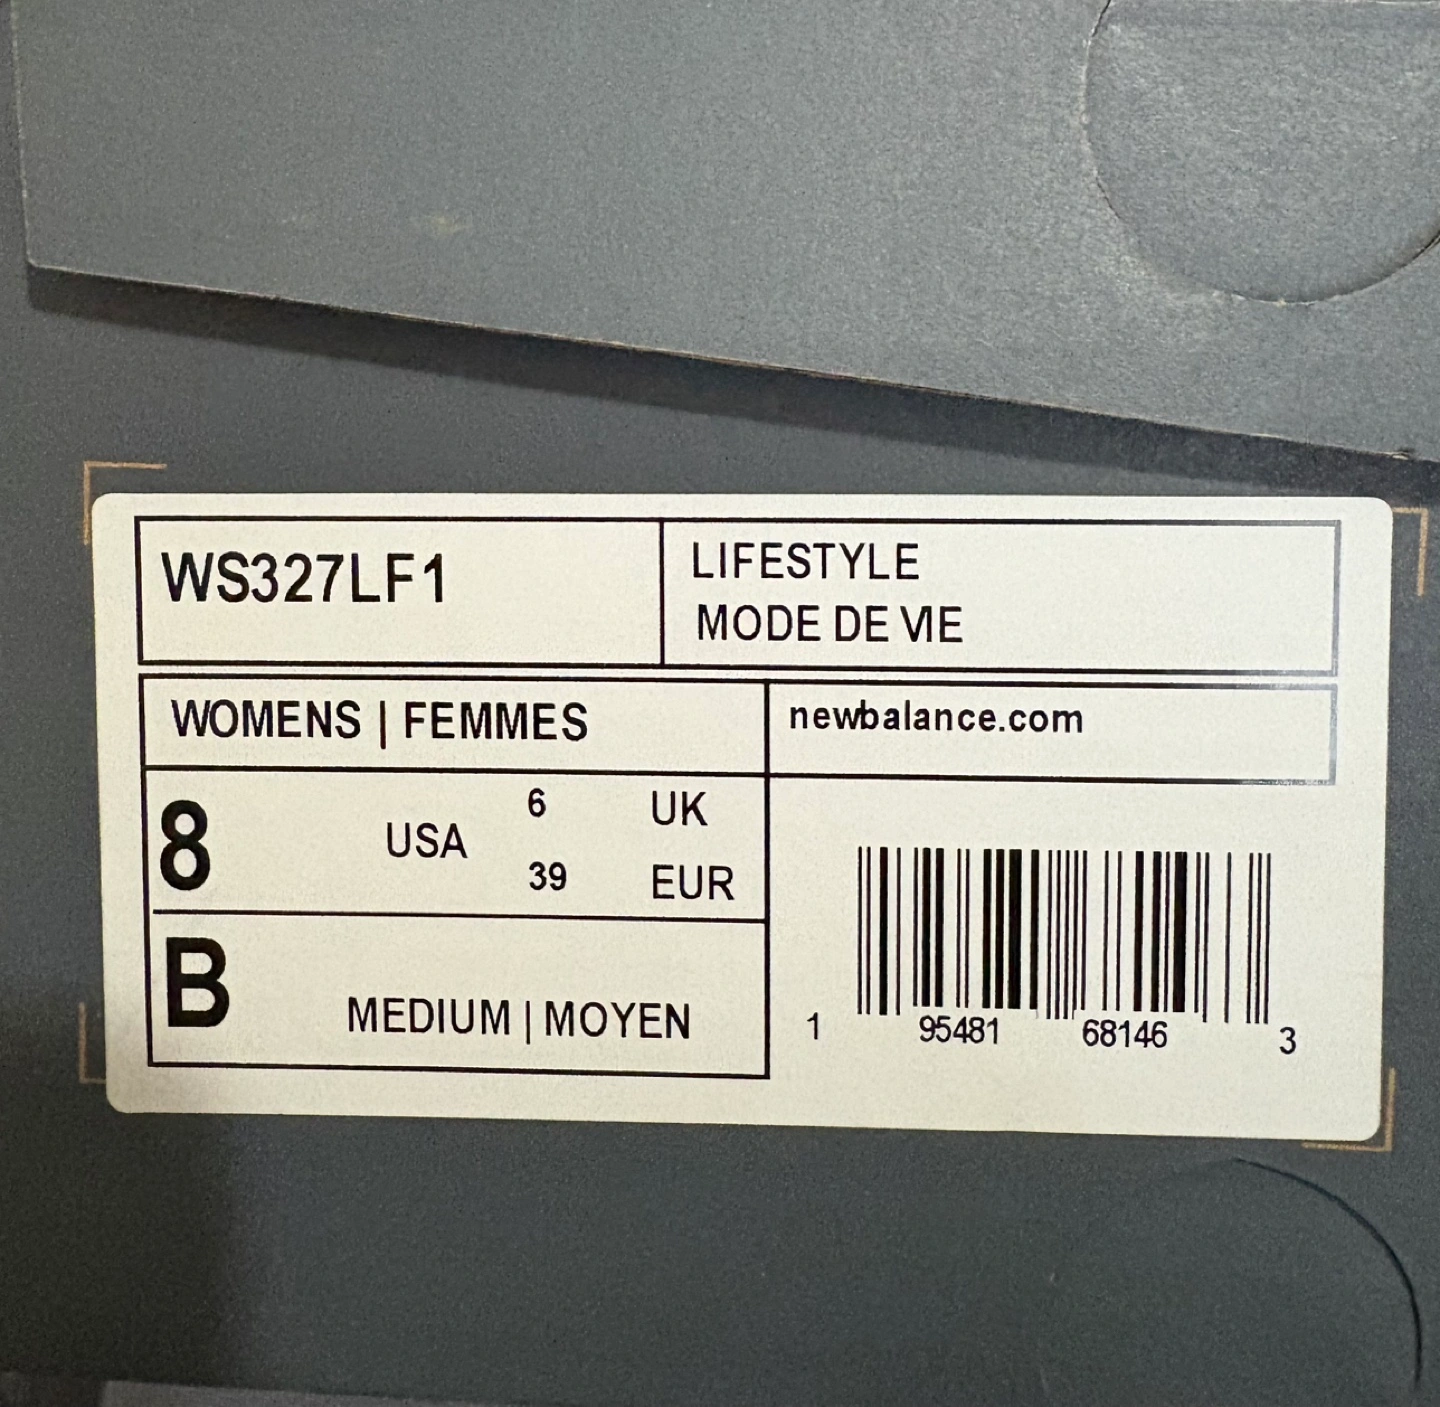 WS327LF1
LIFESTYLE
MODE DE VIE
WOMENS | FEMMES
newbalance.com
8 USA
6 UK
39 EUR
B
MEDIUM | MOYEN
1 95481 68146 3